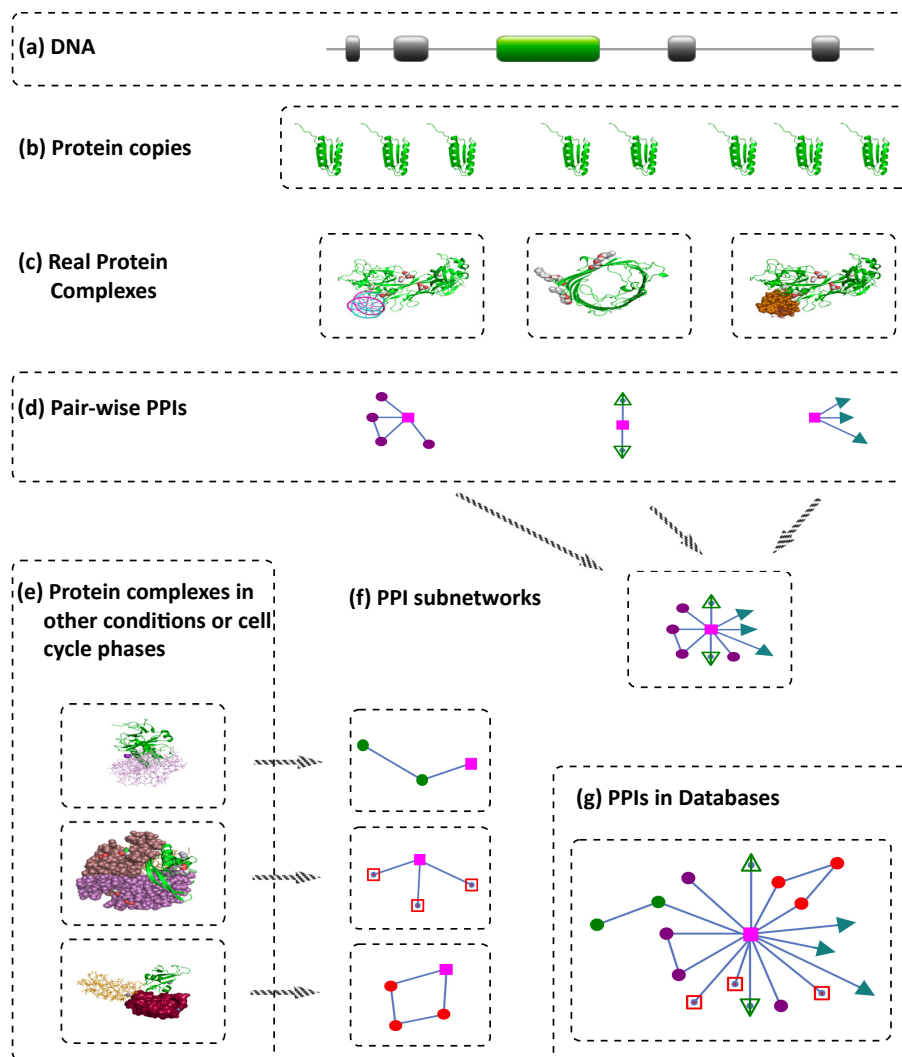 (a) DNA
(b) Protein copies
(c) Real Protein
Complexes
(d) Pair-wise PPIs
(e) Protein complexes in
other conditions or cell
cycle phases
(f) PPI subnetworks
(g) PPIs in Databases